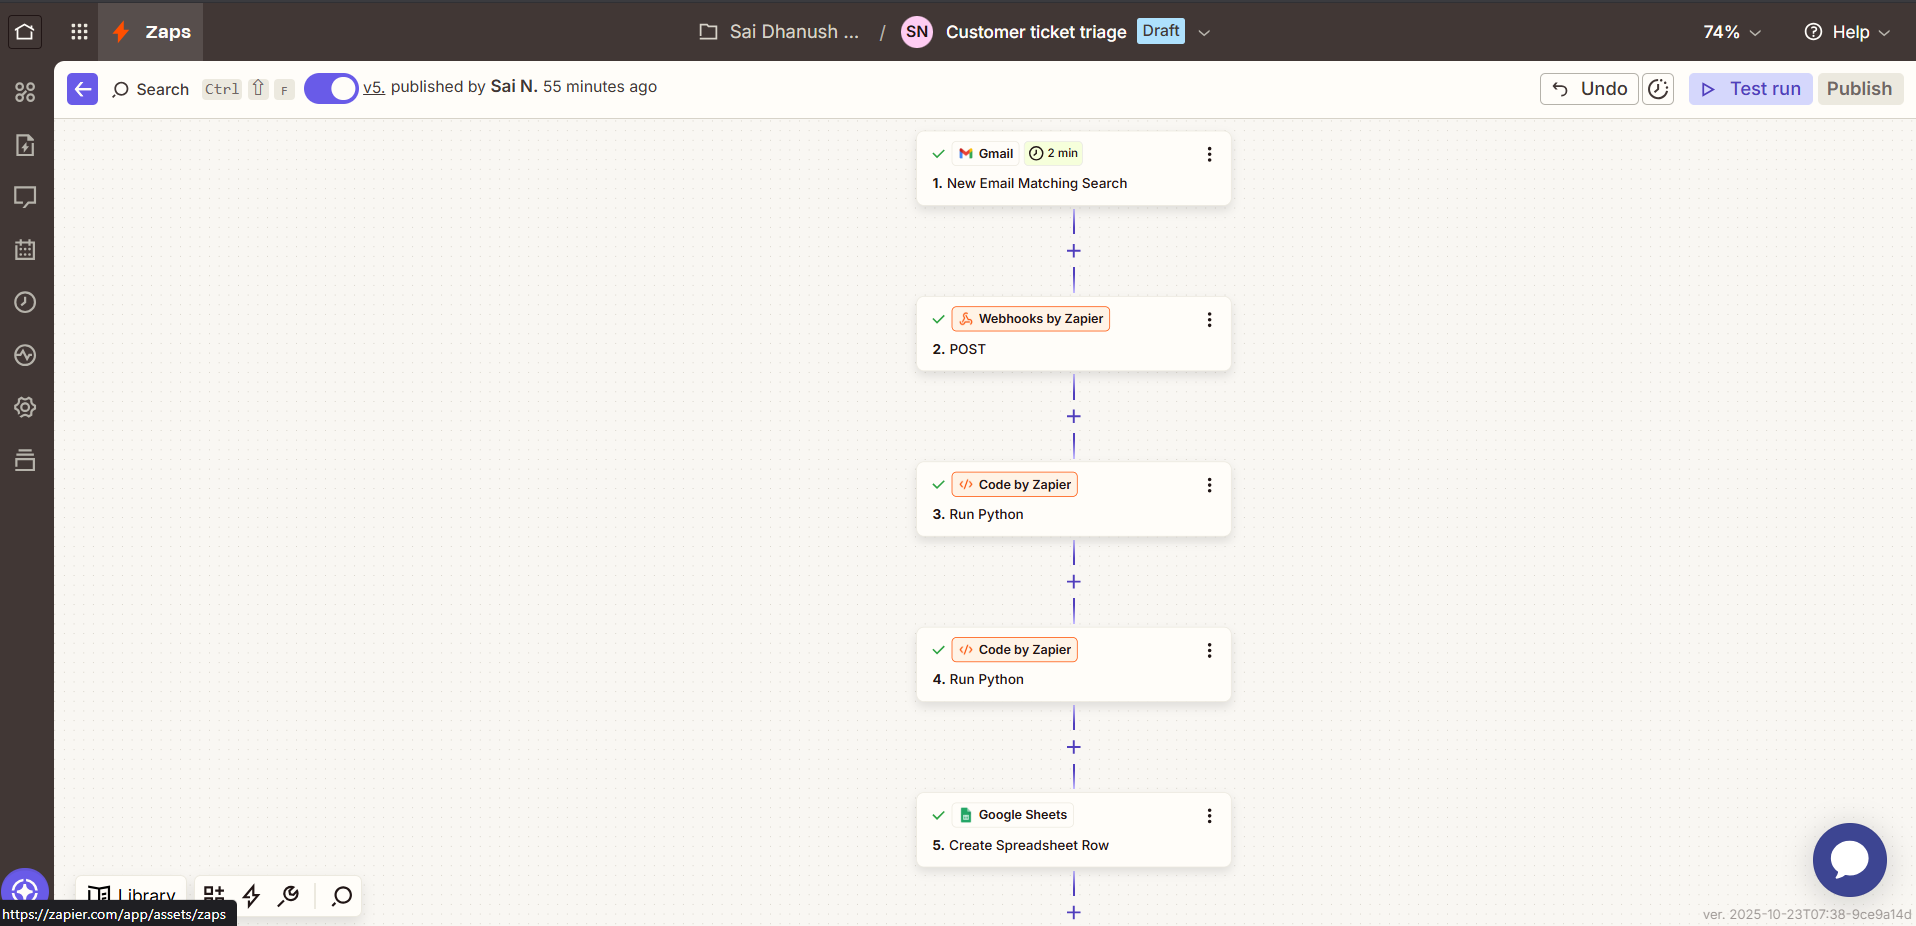 Zaps
Sai Dhanush ... / SN Customer ticket triage Draft
74%
Help
Search Ctrl ⇧ F
v5. published by Sai N. 55 minutes ago
Undo
Test run
Publish
Gmail 2 min
1. New Email Matching Search
Webhooks by Zapier
2. POST
Code by Zapier
3. Run Python
Code by Zapier
4. Run Python
Google Sheets
5. Create Spreadsheet Row
Library
https://zapier.com/app/assets/zaps
ver. 2025-10-23T07:38-9ce9a14d